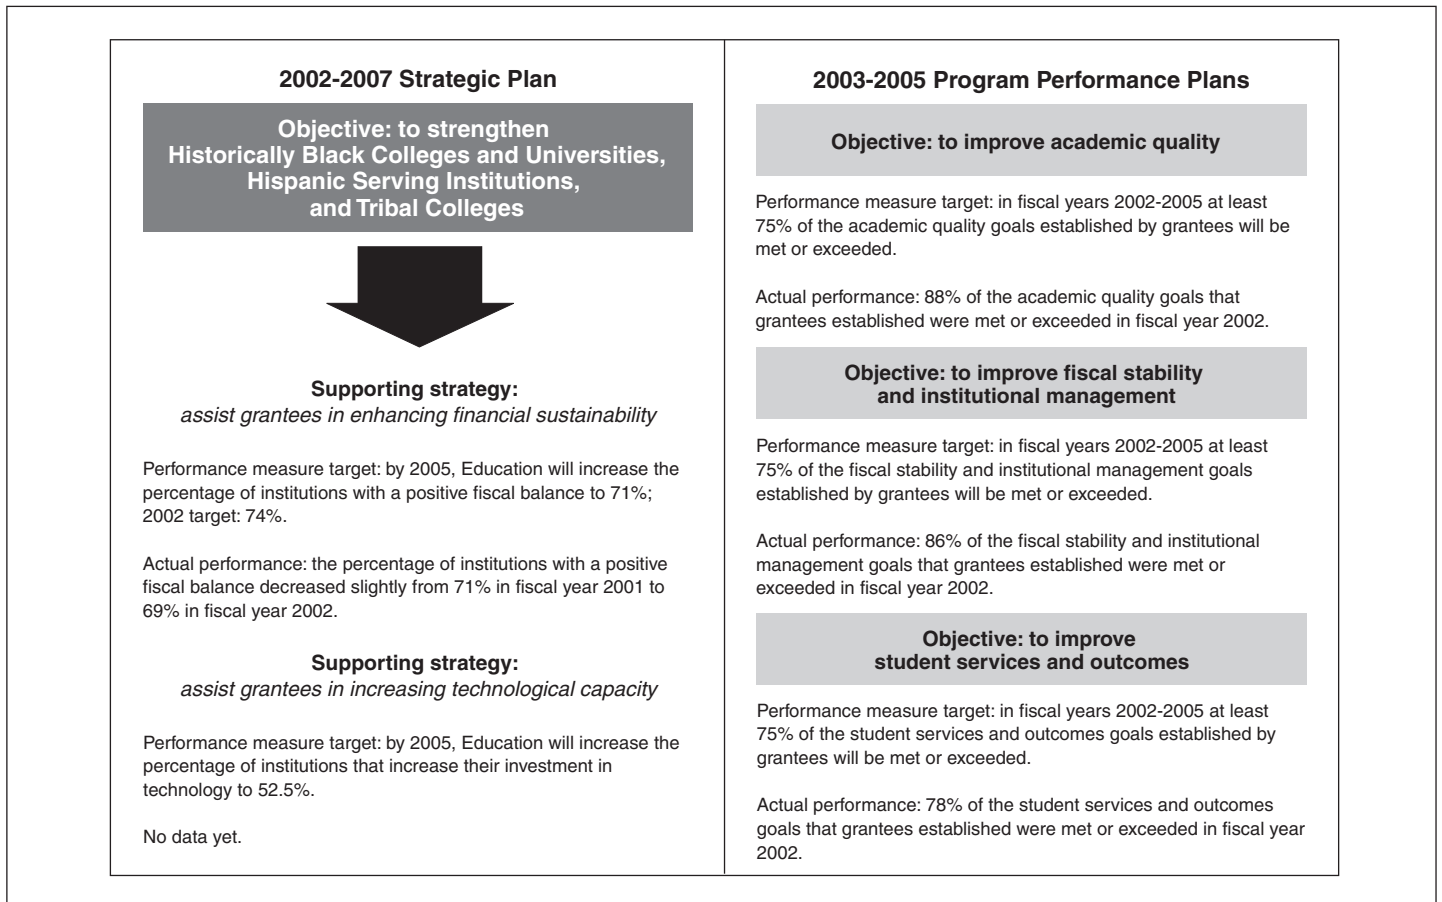 2002-2007 Strategic Plan
Objective: to strengthen
Historically Black Colleges and Universities,
Hispanic Serving Institutions,
and Tribal Colleges
Supporting strategy:
assist grantees in enhancing financial sustainability
Performance measure target: by 2005, Education will increase the
percentage of institutions with a positive fiscal balance to 71%;
2002 target: 74%.
Actual performance: the percentage of institutions with a positive
fiscal balance decreased slightly from 71% in fiscal year 2001 to
69% in fiscal year 2002.
Supporting strategy:
assist grantees in increasing technological capacity
Performance measure target: by 2005, Education will increase the
percentage of institutions that increase their investment in
technology to 52.5%.
No data yet.
2003-2005 Program Performance Plans
Objective: to improve academic quality
Performance measure target: in fiscal years 2002-2005 at least
75% of the academic quality goals established by grantees will be
met or exceeded.
Actual performance: 88% of the academic quality goals that
grantees established were met or exceeded in fiscal year 2002.
Objective: to improve fiscal stability
and institutional management
Performance measure target: in fiscal years 2002-2005 at least
75% of the fiscal stability and institutional management goals
established by grantees will be met or exceeded.
Actual performance: 86% of the fiscal stability and institutional
management goals that grantees established were met or
exceeded in fiscal year 2002.
Objective: to improve
student services and outcomes
Performance measure target: in fiscal years 2002-2005 at least
75% of the student services and outcomes goals established by
grantees will be met or exceeded.
Actual performance: 78% of the student services and outcomes
goals that grantees established were met or exceeded in fiscal year
2002.